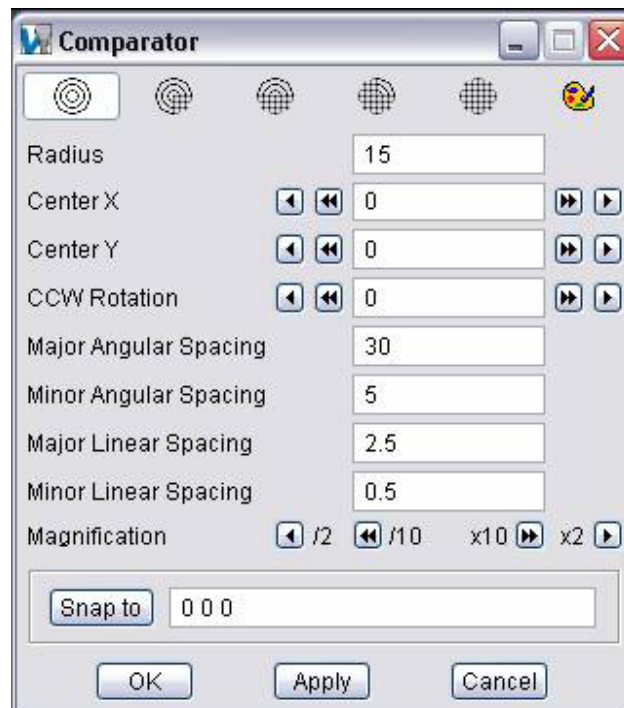 Comparator
Radius 15
Center X 0
Center Y 0
CCW Rotation 0
Major Angular Spacing 30
Minor Angular Spacing 5
Major Linear Spacing 2.5
Minor Linear Spacing 0.5
Magnification /2 /10 x10 x2
Snap to 0 0 0
OK Apply Cancel